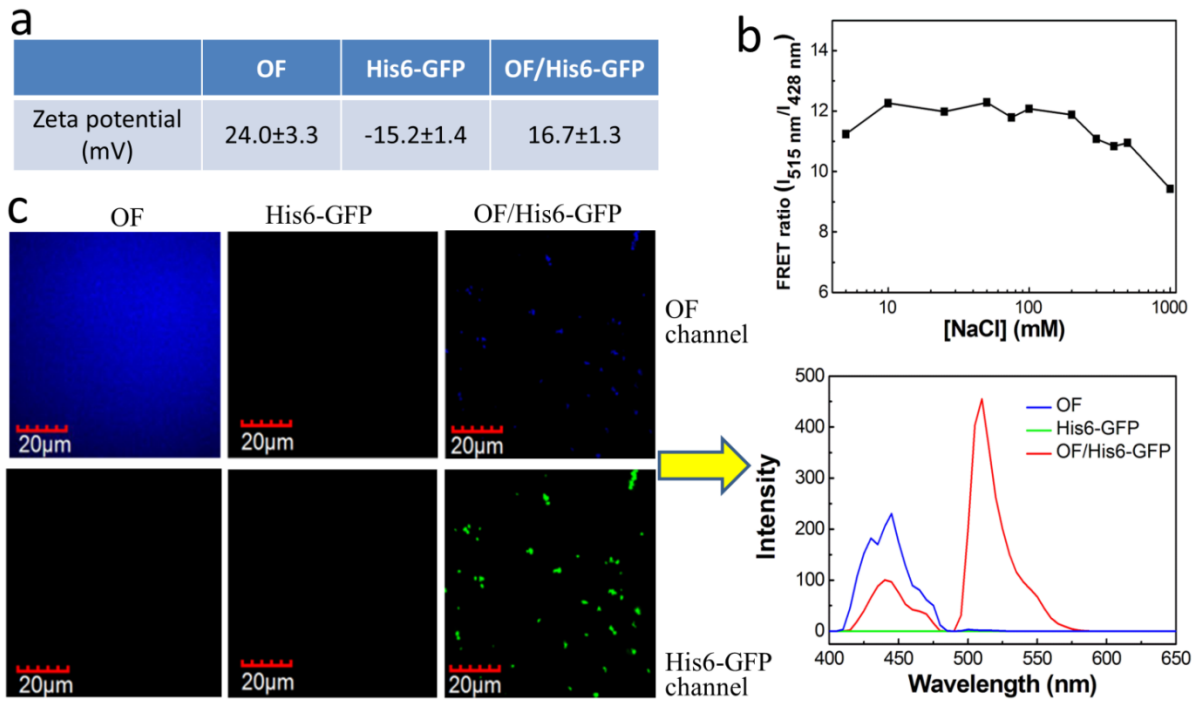 a
OF His6-GFP OF/His6-GFP
Zeta potential (mV) 24.0±3.3 -15.2±1.4 16.7±1.3
b
FRET ratio (I515 nm/I428 nm)
14
12
10
8
6
10 100 1000
[NaCl] (mM)
c
OF His6-GFP OF/His6-GFP
OF
channel
20μm 20μm 20μm
His6-GFP
channel
20μm 20μm 20μm
Intensity
500
400
300
200
100
0
OF
His6-GFP
OF/His6-GFP
400 450 500 550 600 650
Wavelength (nm)